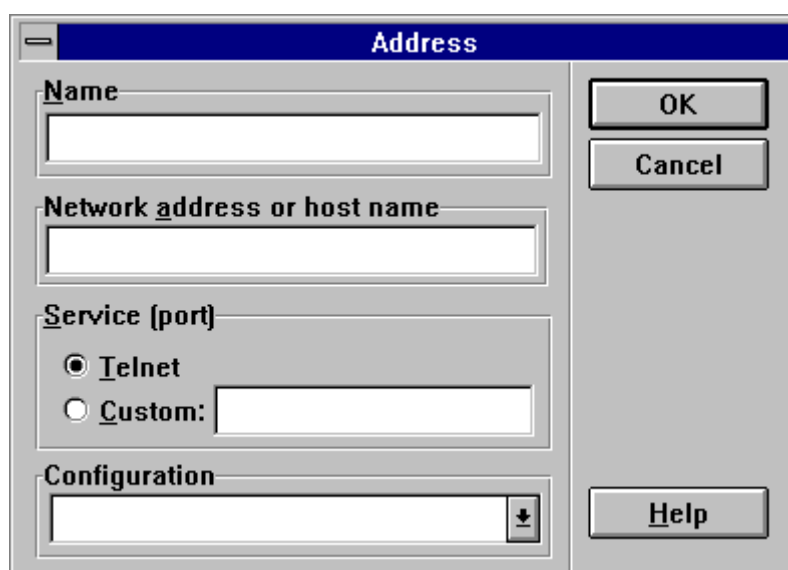 Address
Name
OK
Cancel
Network address or host name
Service (port)
Telnet
Custom:
Configuration
Help